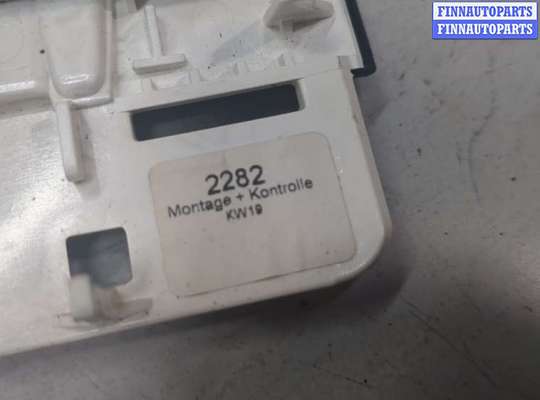 FINNAUTOPARTS
FINNAUTOPARTS
2282
Montage + Kontrolle
KW19